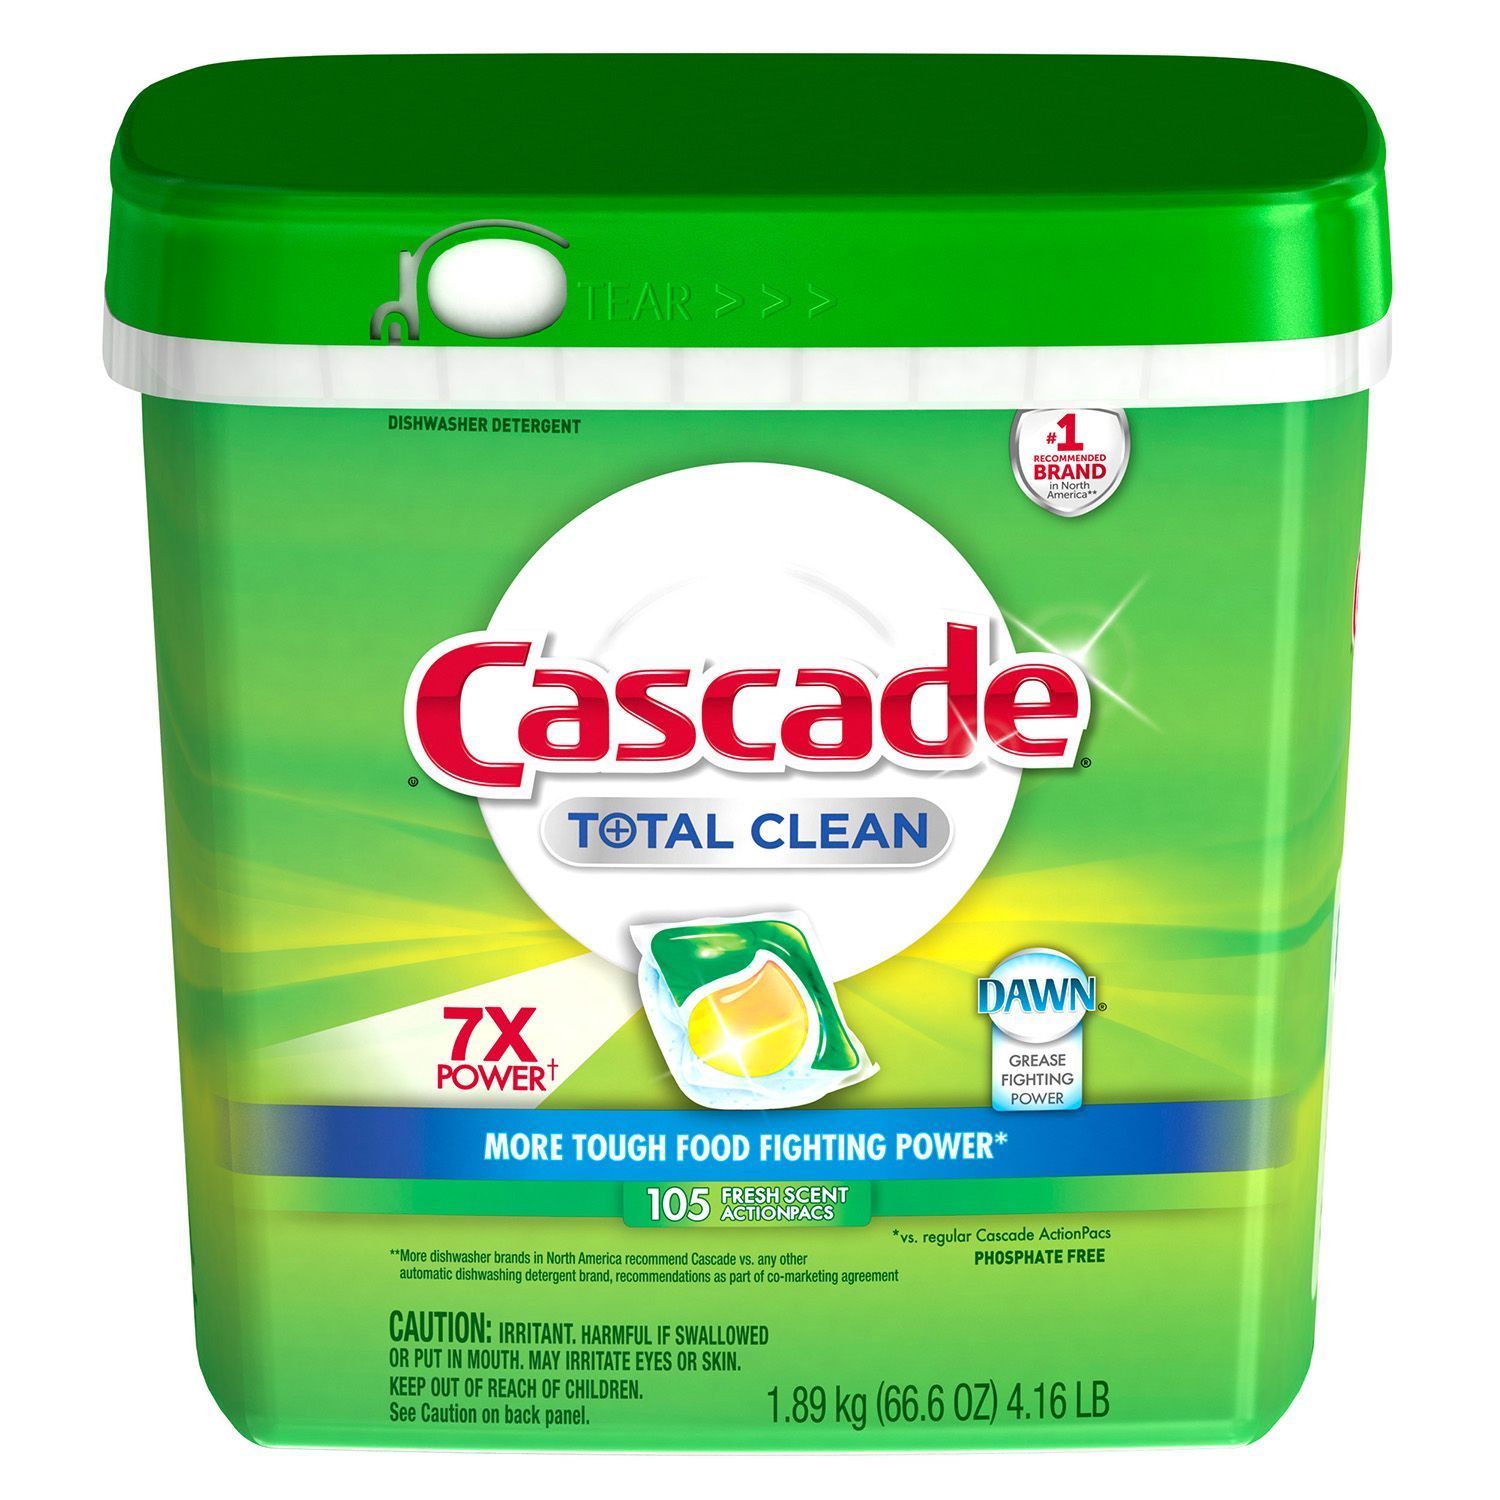 TEAR > > >
DISHWASHER DETERGENT
#1
RECOMMENDED
BRAND
in North
America**
Cascade®
TOTAL CLEAN
7X
POWER†
DAWN®
GREASE
FIGHTING
POWER
MORE TOUGH FOOD FIGHTING POWER*
105 FRESH SCENT
ACTIONPACS
*vs. regular Cascade ActionPacs
PHOSPHATE FREE
**More dishwasher brands in North America recommend Cascade vs. any other
automatic dishwashing detergent brand, recommendations as part of co-marketing agreement
CAUTION: IRRITANT. HARMFUL IF SWALLOWED
OR PUT IN MOUTH. MAY IRRITATE EYES OR SKIN.
KEEP OUT OF REACH OF CHILDREN.
See Caution on back panel.
1.89 kg (66.6 OZ) 4.16 LB